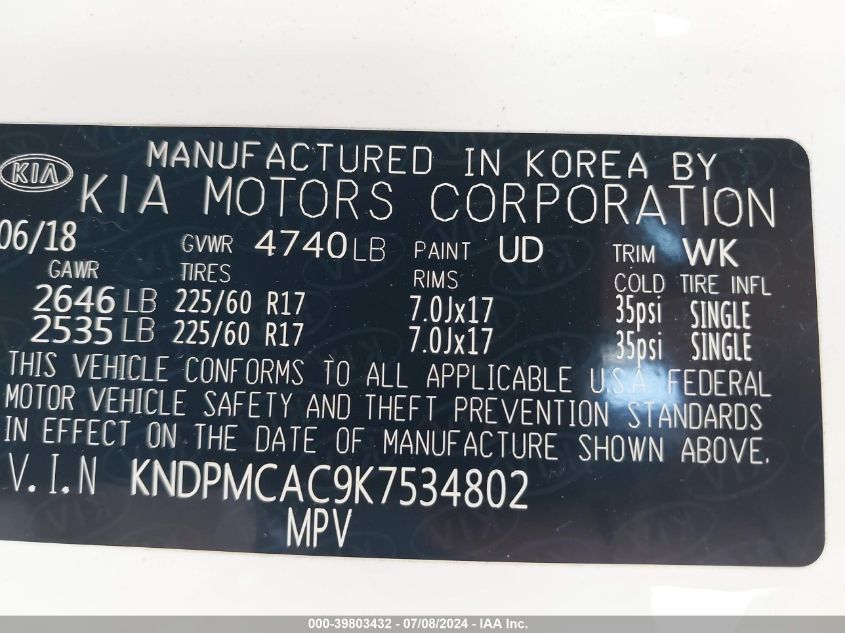 MANUFACTURED IN KOREA BY
KIA KIA MOTORS CORPORATION
06/18 GVWR 4740LB PAINT UD TRIM WK
GAWR TIRES RIMS COLD TIRE INFL
2646 LB 225/60 R17 7.0Jx17 35psi SINGLE
2535 LB 225/60 R17 7.0Jx17 35psi SINGLE
THIS VEHICLE CONFORMS TO ALL APPLICABLE U.S.A FEDERAL
MOTOR VEHICLE SAFETY AND THEFT PREVENTION STANDARDS
IN EFFECT ON THE DATE OF MANUFACTURE SHOWN ABOVE.
V.I.N KNDPMCAC9K7534802
MPV
000-39803432 - 07/08/2024 - IAA Inc.